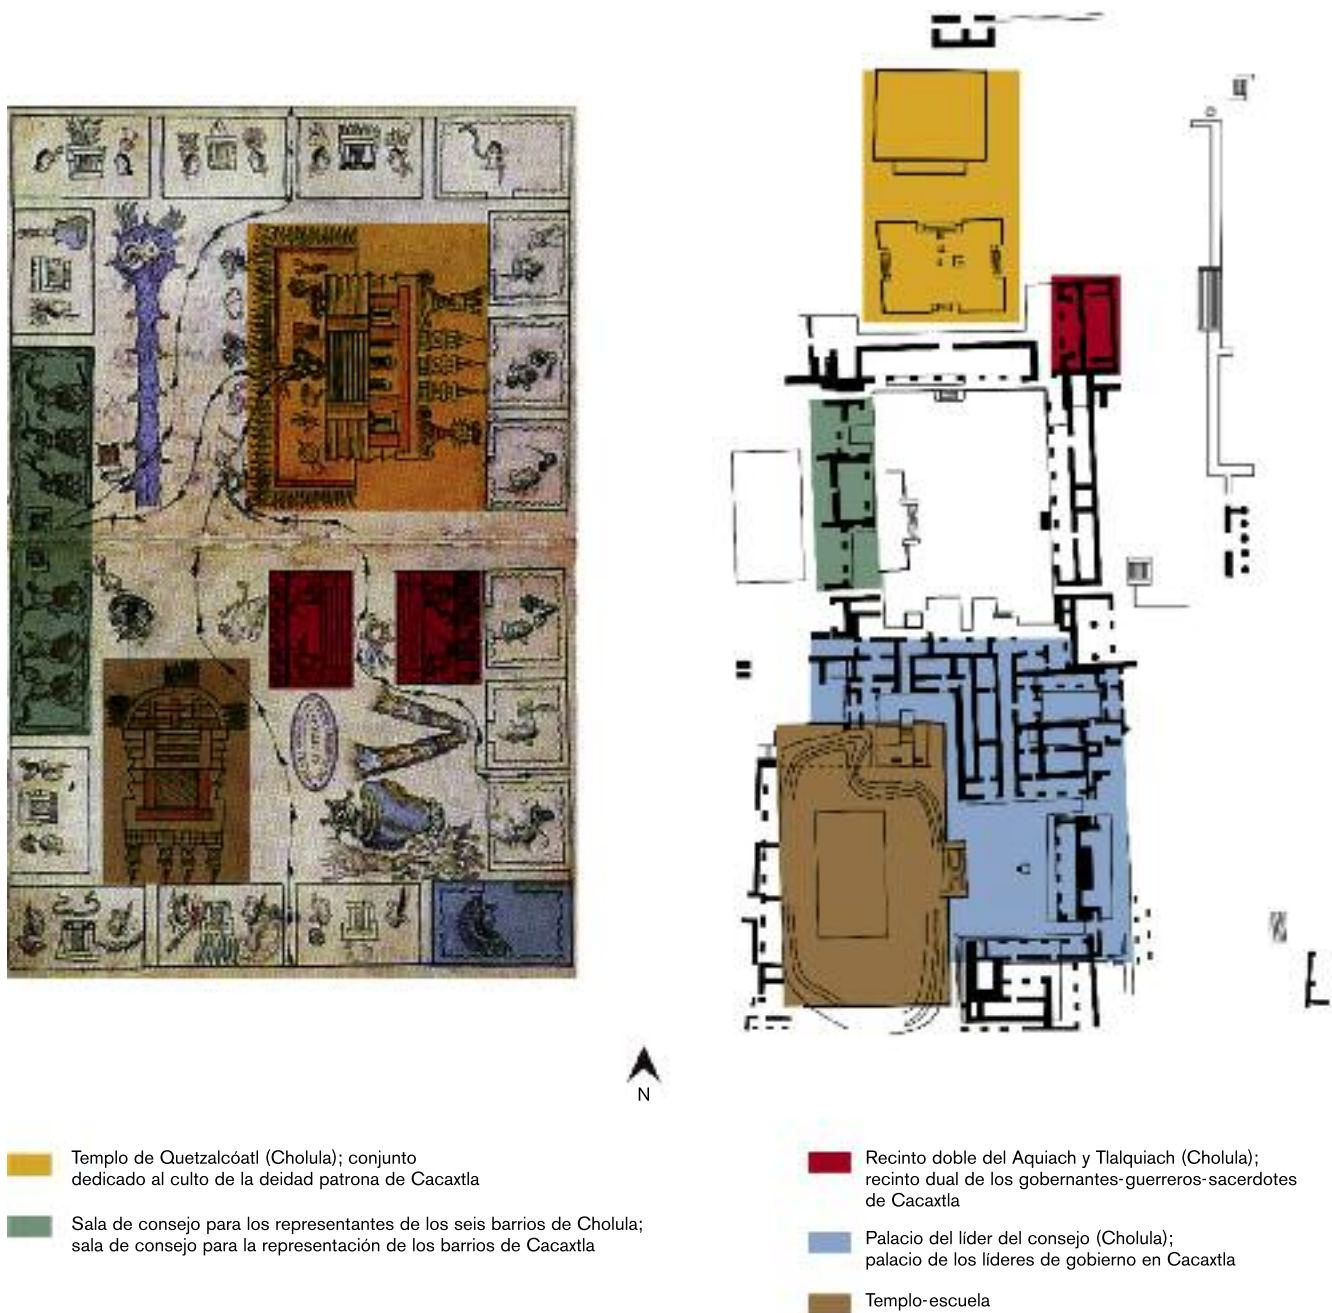 N
Templo de Quetzalcóatl (Cholula); conjunto
dedicado al culto de la deidad patrona de Cacaxtla
Sala de consejo para los representantes de los seis barrios de Cholula;
sala de consejo para la representación de los barrios de Cacaxtla
Recinto doble del Aquiach y Tlalquiach (Cholula);
recinto dual de los gobernantes-guerreros-sacerdotes
de Cacaxtla
Palacio del líder del consejo (Cholula);
palacio de los líderes de gobierno en Cacaxtla
Templo-escuela